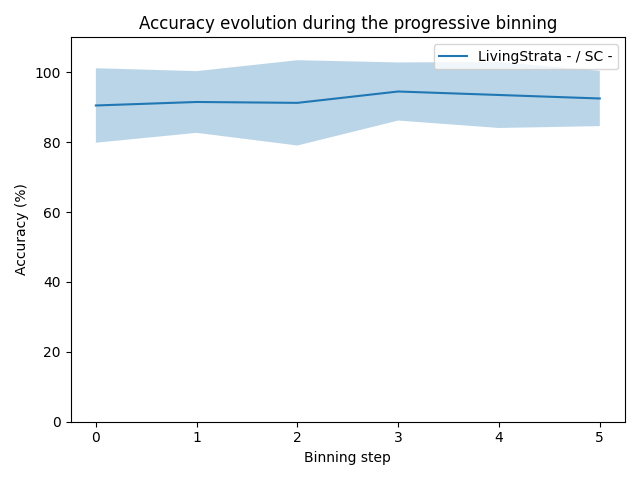 Accuracy evolution during the progressive binning
LivingStrata - / SC -
Accuracy (%)
100
80
60
40
20
0
0 1 2 3 4 5
Binning step